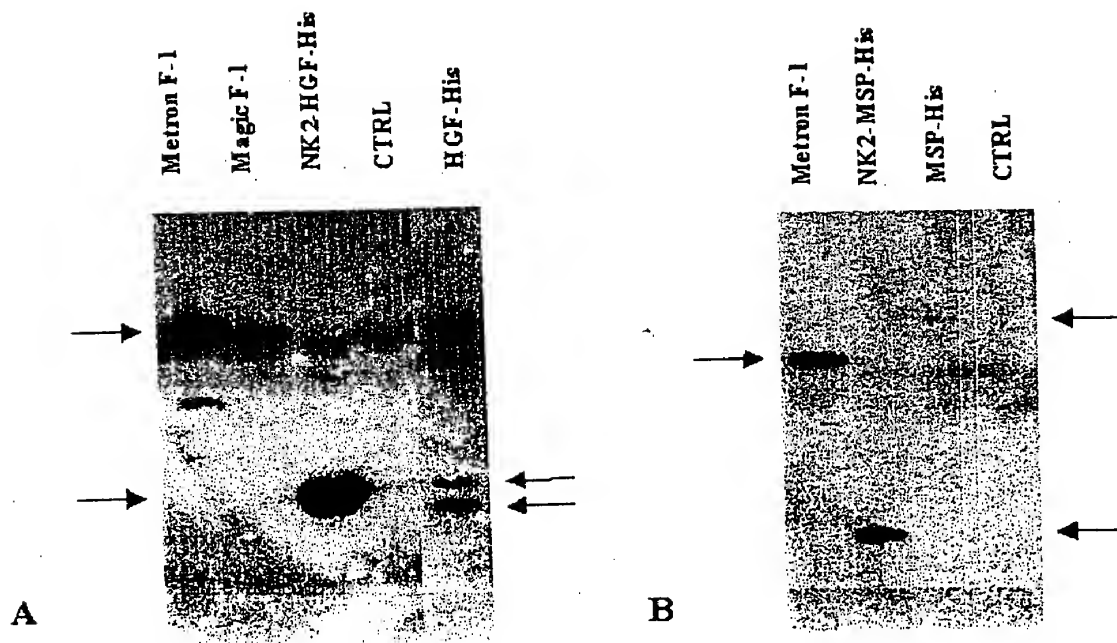 Metron F-1
Magic F-1
NK2-HGF-His
CTRL
HGF-His
Metron F-1
NK2-MSP-His
MSP-His
CTRL
A
B